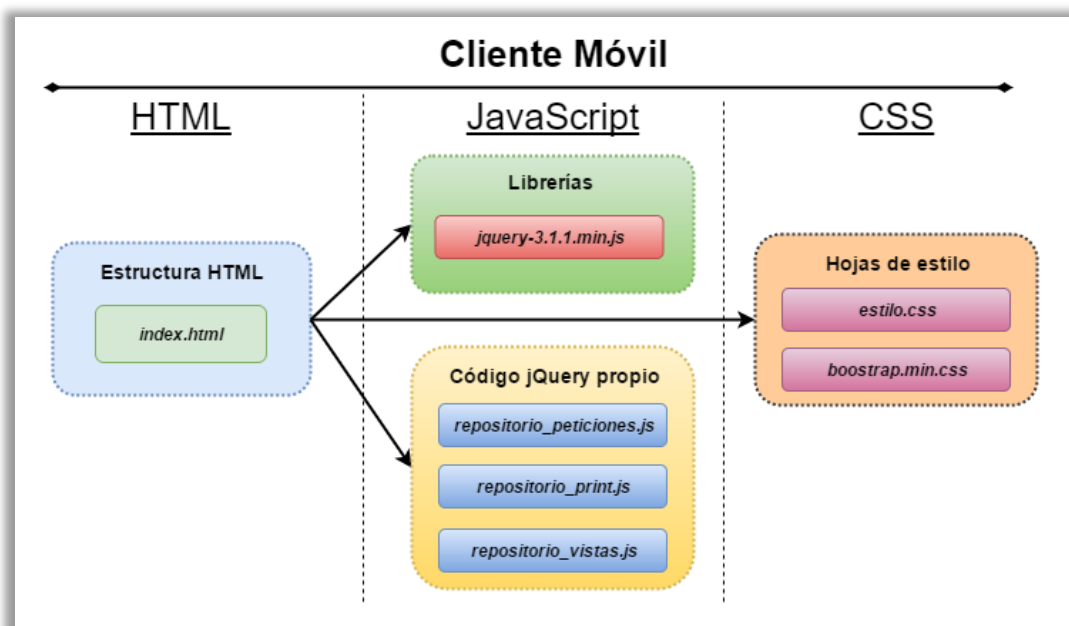 Cliente Móvil
HTML
JavaScript
CSS
Librerías
jquery-3.1.1.min.js
Estructura HTML
index.html
Código jQuery propio
repositorio_peticiones.js
repositorio_print.js
repositorio_vistas.js
Hojas de estilo
estilo.css
boostrap.min.css